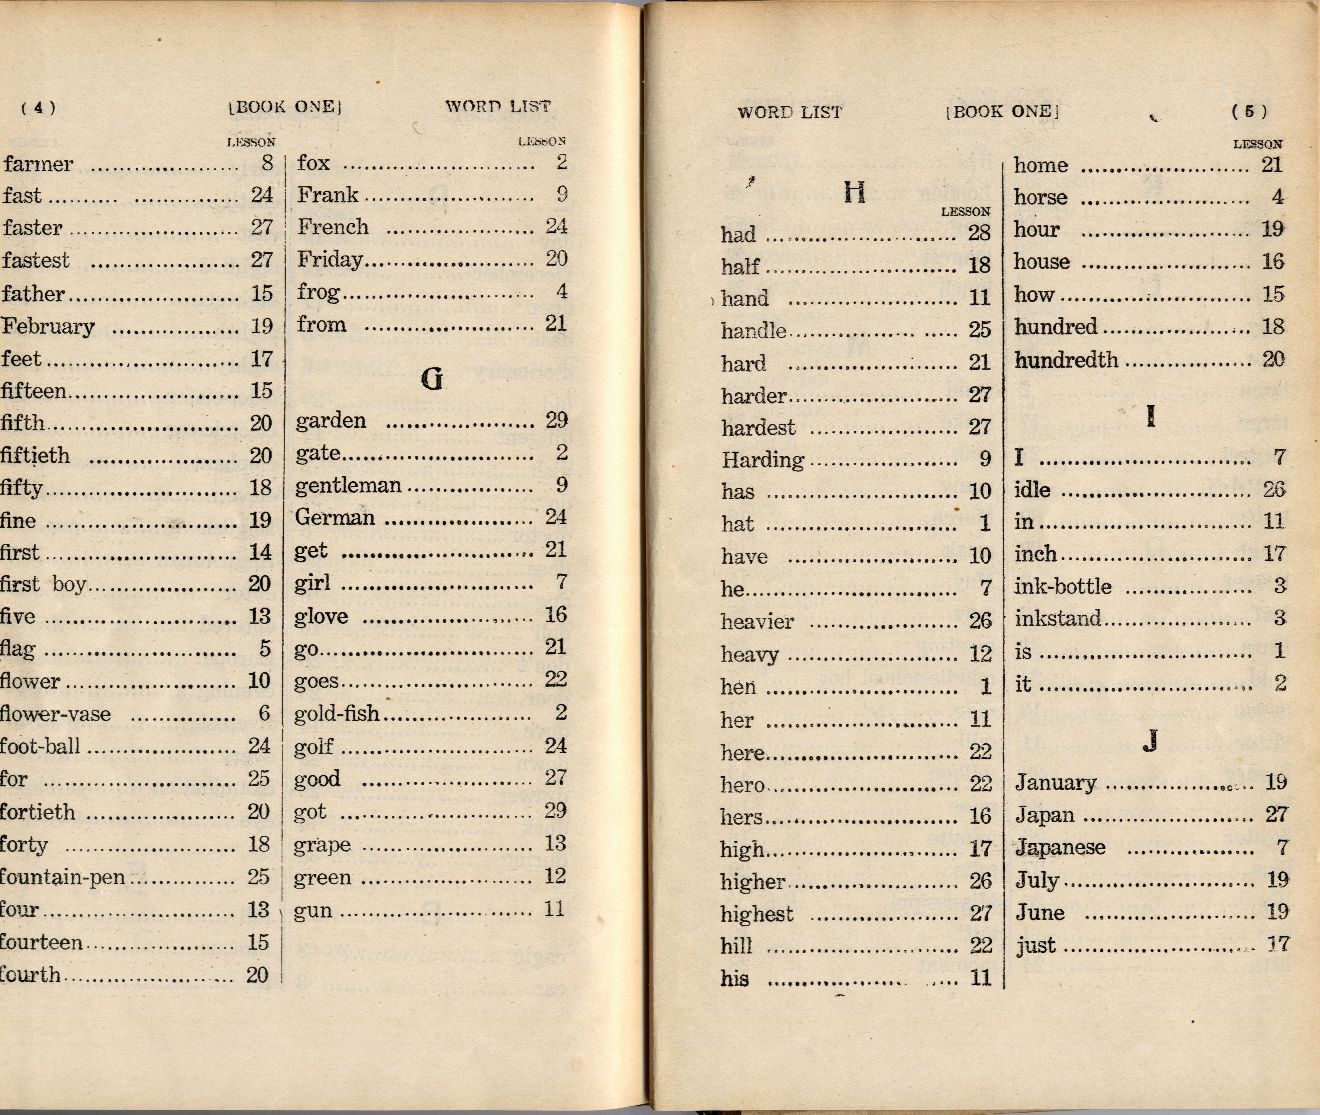 ( 4 ) [BOOK ONE] WORD LIST
LESSON
farmer .................... 8
fast ......... ............... 24
faster ...................... 27
fastest .................... 27
father ...................... 15
February ................. 19
feet .......................... 17
fifteen ...................... 15
fifth ......................... 20
fiftieth .................... 20
fifty .......................... 18
fine .......................... 19
first .......................... 14
first boy .................. 20
five .......................... 13
flag .......................... 5
flower ...................... 10
flower-vase .............. 6
foot-ball ................... 24
for .......................... 25
fortieth ................... 20
forty ....................... 18
fountain-pen ............ 25
four .......................... 13
fourteen .................. 15
fourth ...................... 20
LESSON
fox .......................... 2
Frank ...................... 9
French .................... 24
Friday ...................... 20
frog .......................... 4
from ....................... 21
G
garden .................... 29
gate .......................... 2
gentleman ................ 9
German ................... 24
get .......................... 21
girl .......................... 7
glove ....................... 16
go ............................ 21
goes .......................... 22
gold-fish ................... 2
golf .......................... 24
good ....................... 27
got .......................... 29
grape ...................... 13
green ...................... 12
gun .......................... 11
WORD LIST [BOOK ONE] ( 5 )
H
LESSON
had .......................... 28
half .......................... 18
hand ....................... 11
handle ................. ..... 25
hard ....................... 21
harder ...................... 27
hardest .................... 27
Harding ................... 9
has .......................... 10
hat .......................... 1
have ....................... 10
he ............................ 7
heavier .................... 26
heavy ...................... 12
hen .......................... 1
her .......................... 11
here .......................... 22
hero .......................... 22
hers .......................... 16
high .......................... 17
higher ...................... 26
highest .................... 27
hill .......................... 22
his ................... ..... 11
LESSON
home ....................... 21
horse ....................... 4
hour ....................... 19
house ...................... 16
how .......................... 15
hundred ................... 18
hundredth ................ 20
I
I ............................ 7
idle .......................... 26
in ............................ 11
inch .......................... 17
ink-bottle ................ 3
inkstand ................... 3
is ............................ 1
it ............................ 2
J
January ................... 19
Japan ...................... 27
Japanese ................. 7
July .......................... 19
June ....................... 19
just .......................... 17